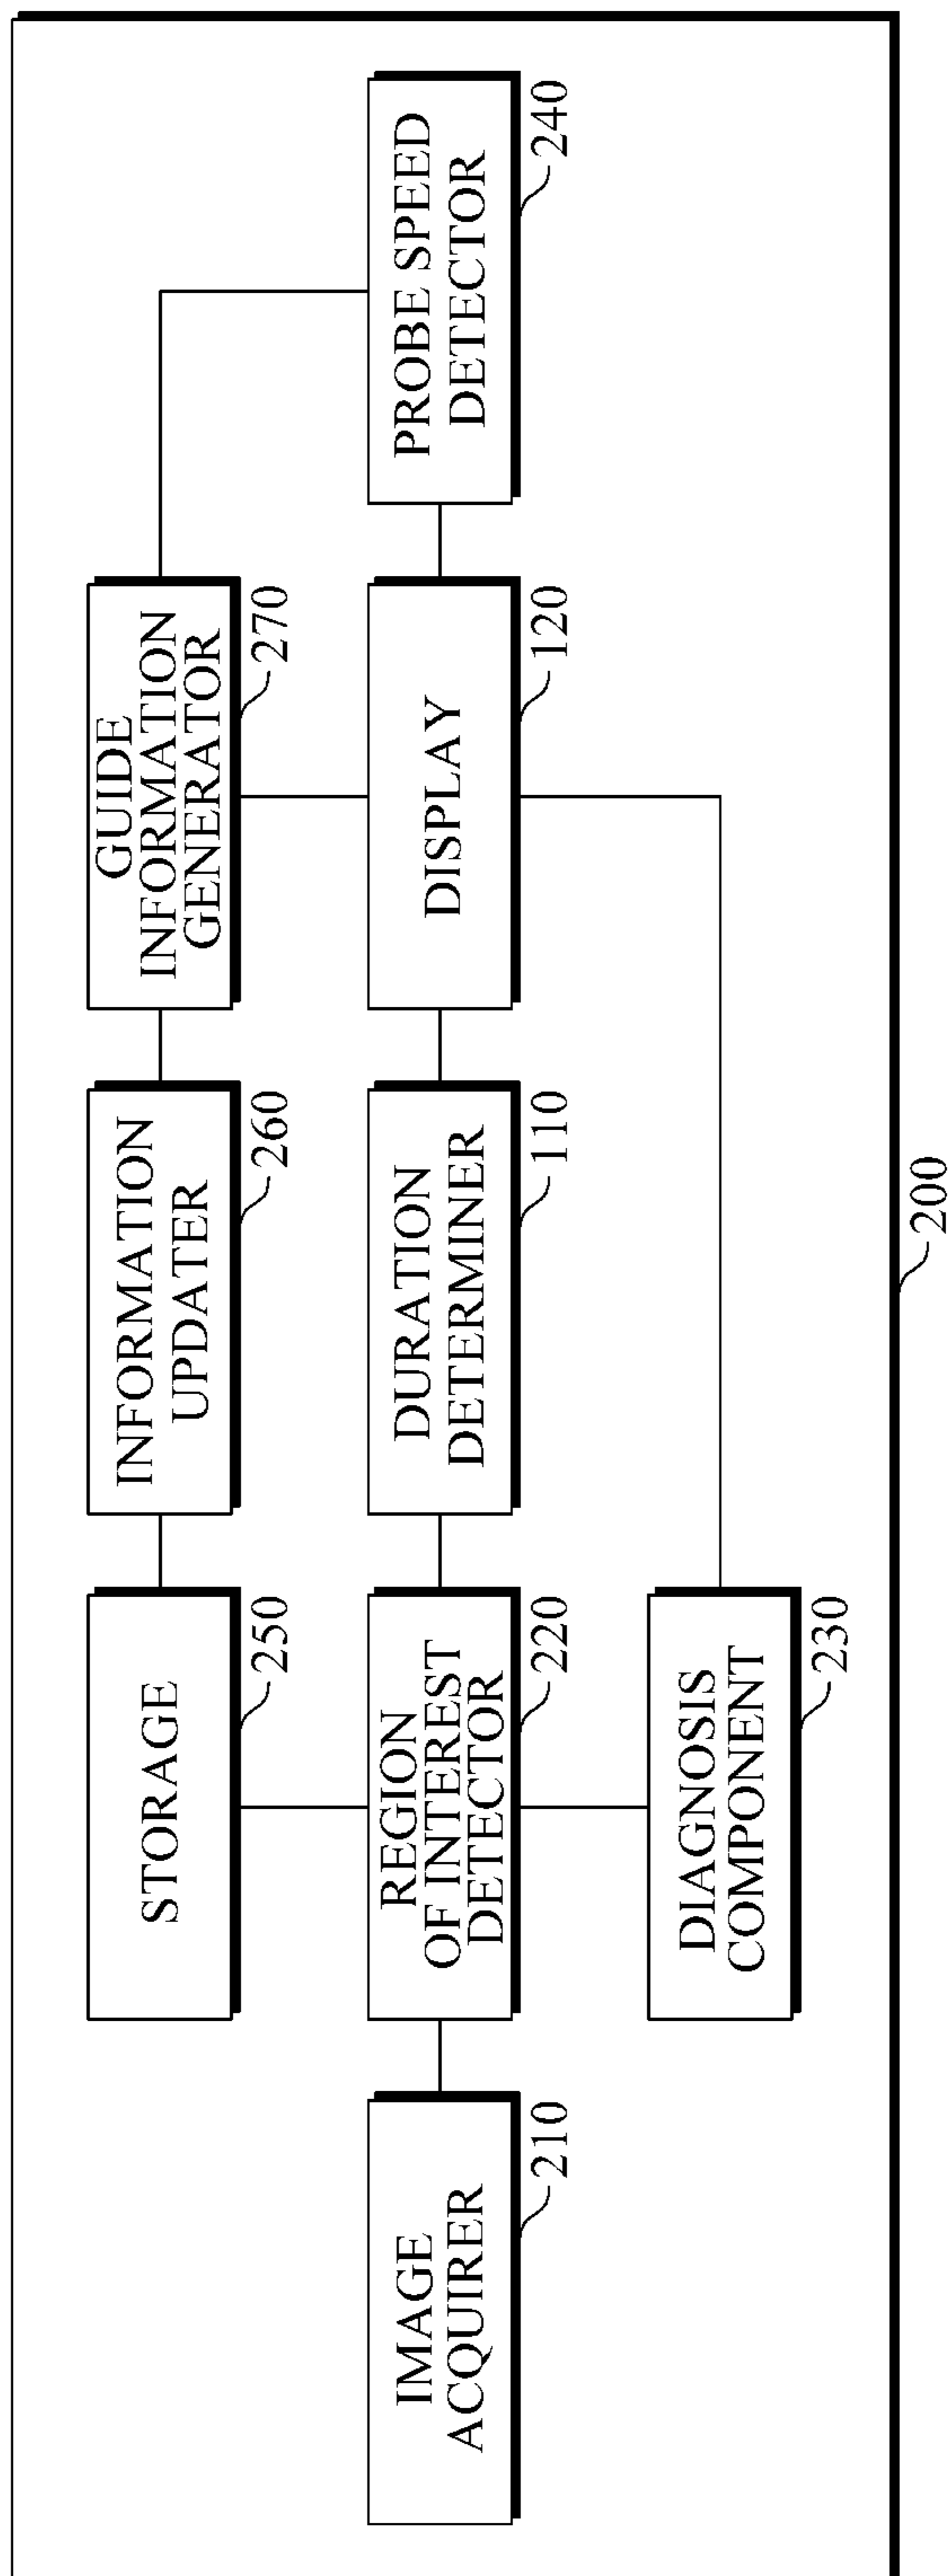 STORAGE
250
INFORMATION
UPDATER
260
GUIDE
INFORMATION
GENERATOR
270
IMAGE
ACQUIRER
210
REGION
OF INTEREST
DETECTOR
220
DURATION
DETERMINER
110
DISPLAY
120
PROBE SPEED
DETECTOR
240
DIAGNOSIS
COMPONENT
230
200